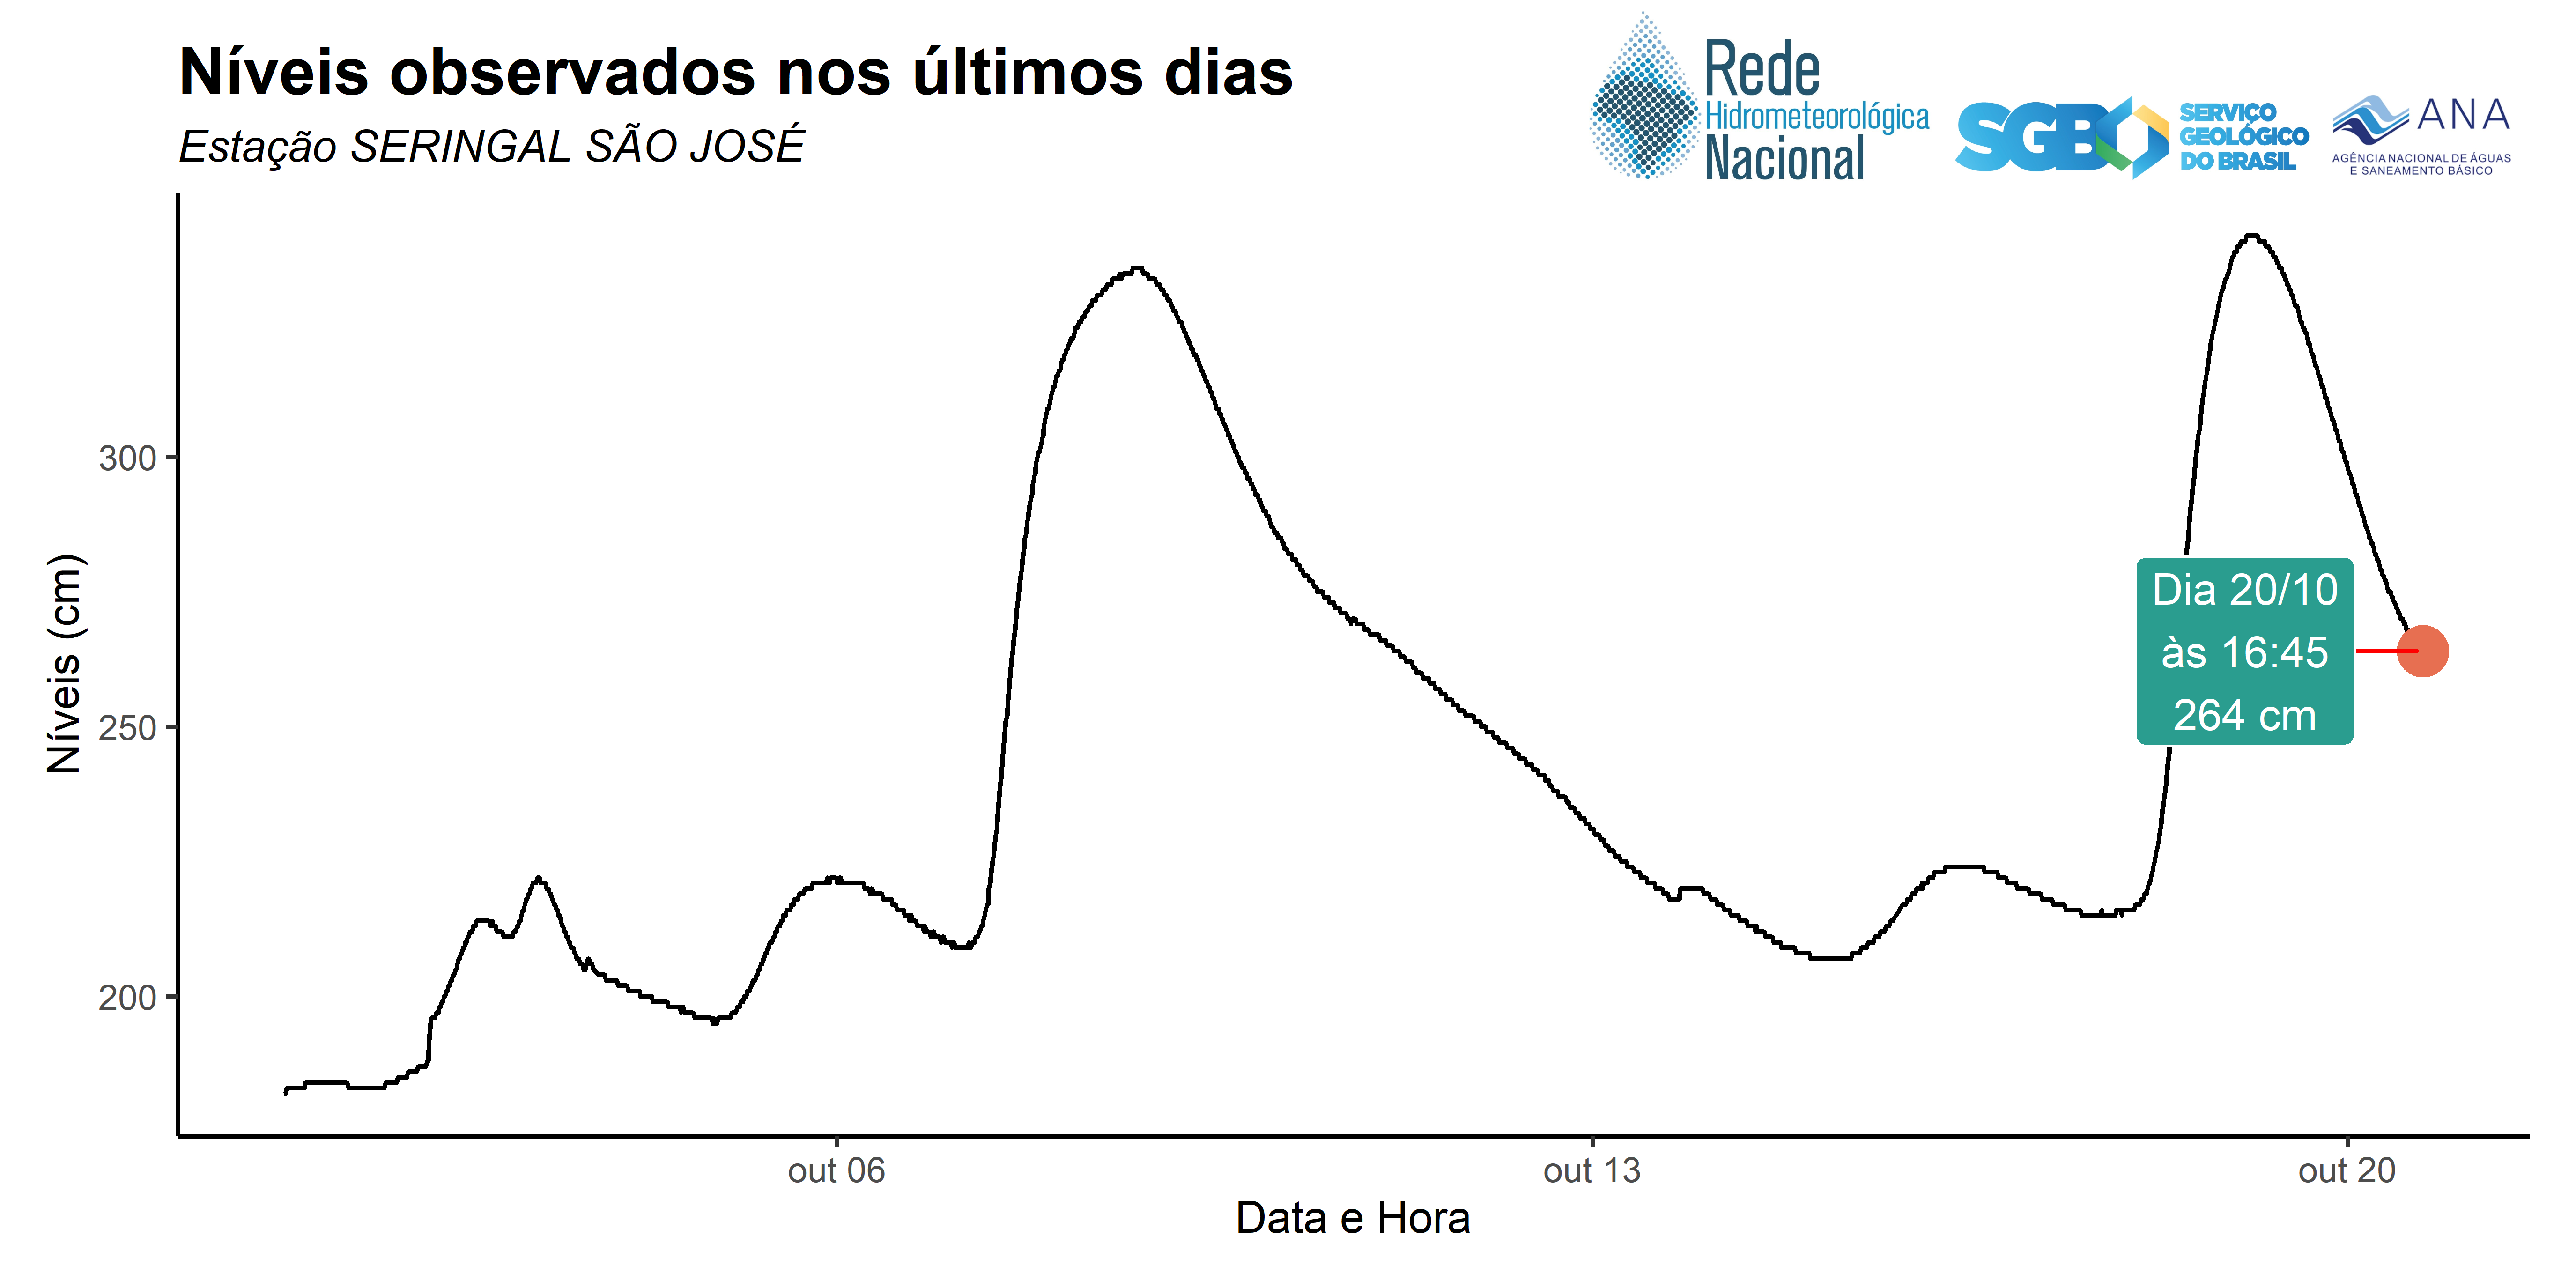 Níveis observados nos últimos dias
Estação SERINGAL SÃO JOSÉ
Rede
Hidrometeorológica
Nacional
SGB
SERVIÇO
GEOLÓGICO
DO BRASIL
ANA
AGÊNCIA NACIONAL DE ÁGUAS
E SANEAMENTO BÁSICO
Níveis (cm)
300
250
200
Dia 20/10
às 16:45
264 cm
out 06
out 13
out 20
Data e Hora